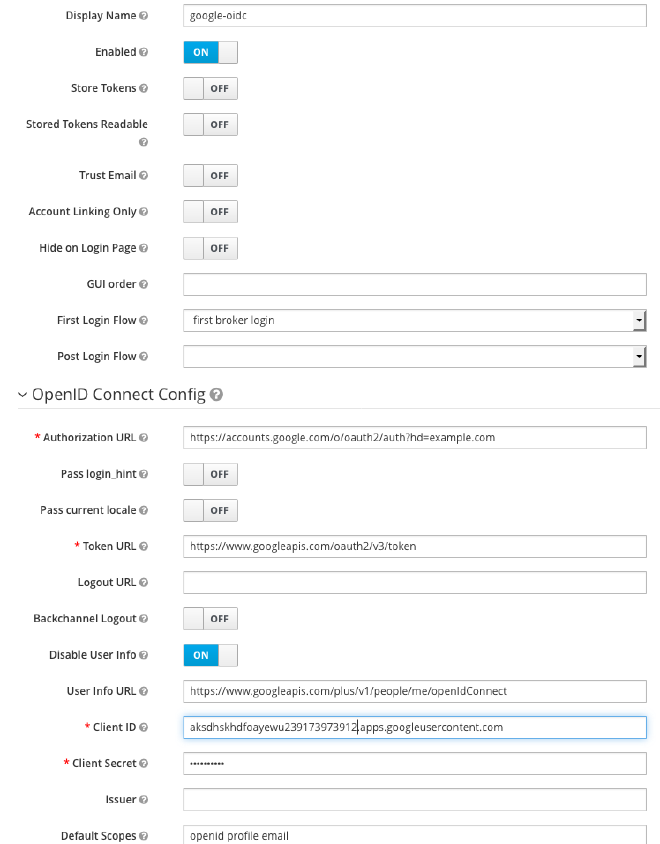 Display Name google-oidc
Enabled ON
Store Tokens OFF
Stored Tokens Readable OFF
Trust Email OFF
Account Linking Only OFF
Hide on Login Page OFF
GUI order
First Login Flow first broker login
Post Login Flow
OpenID Connect Config
* Authorization URL https://accounts.google.com/o/oauth2/auth?hd=example.com
Pass login_hint OFF
Pass current locale OFF
* Token URL https://www.googleapis.com/oauth2/v3/token
Logout URL
Backchannel Logout OFF
Disable User Info ON
User Info URL https://www.googleapis.com/plus/v1/people/me/openIdConnect
* Client ID aksdhskhdfoayewu239173973912.apps.googleusercontent.com
* Client Secret ••••••••••
Issuer
Default Scopes openid profile email